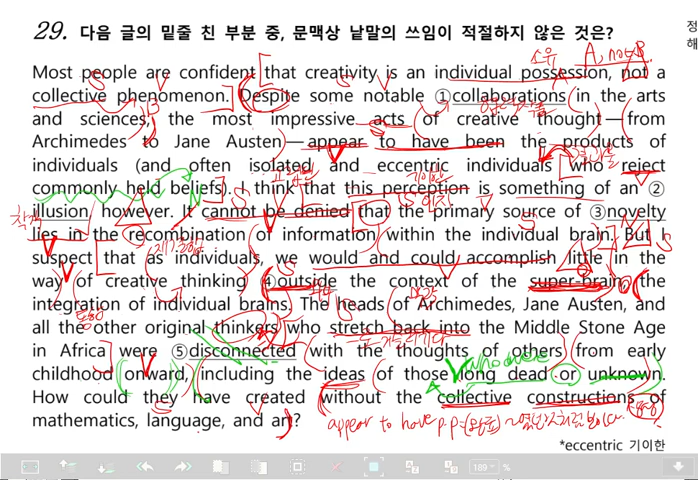 29. 다음 글의 밑줄 친 부분 중, 문맥상 낱말의 쓰임이 적절하지 않은 것은?
정
해
소유 A, not B
Most people are confident that creativity is an individual possession, not a
collective phenomenon. Despite some notable ①collaborations in the arts
and sciences, the most impressive acts of creative thought—from
Archimedes to Jane Austen—appear to have been the products of
individuals (and often isolated and eccentric individuals who reject
commonly held beliefs). I think that this perception is something of an ②
illusion, however. It cannot be denied that the primary source of ③novelty
lies in the recombination of information within the individual brain. But I
suspect that as individuals, we would and could accomplish little in the
way of creative thinking ④outside the context of the super-brain, the
integration of individual brains. The heads of Archimedes, Jane Austen, and
all the other original thinkers who stretch back into the Middle Stone Age
in Africa were ⑤disconnected with the thoughts of others from early
childhood onward, including the ideas of those long dead or unknown.
who were
How could they have created without the collective constructions of
mathematics, language, and art?
appear to have p.p
*eccentric 기이한
189 %